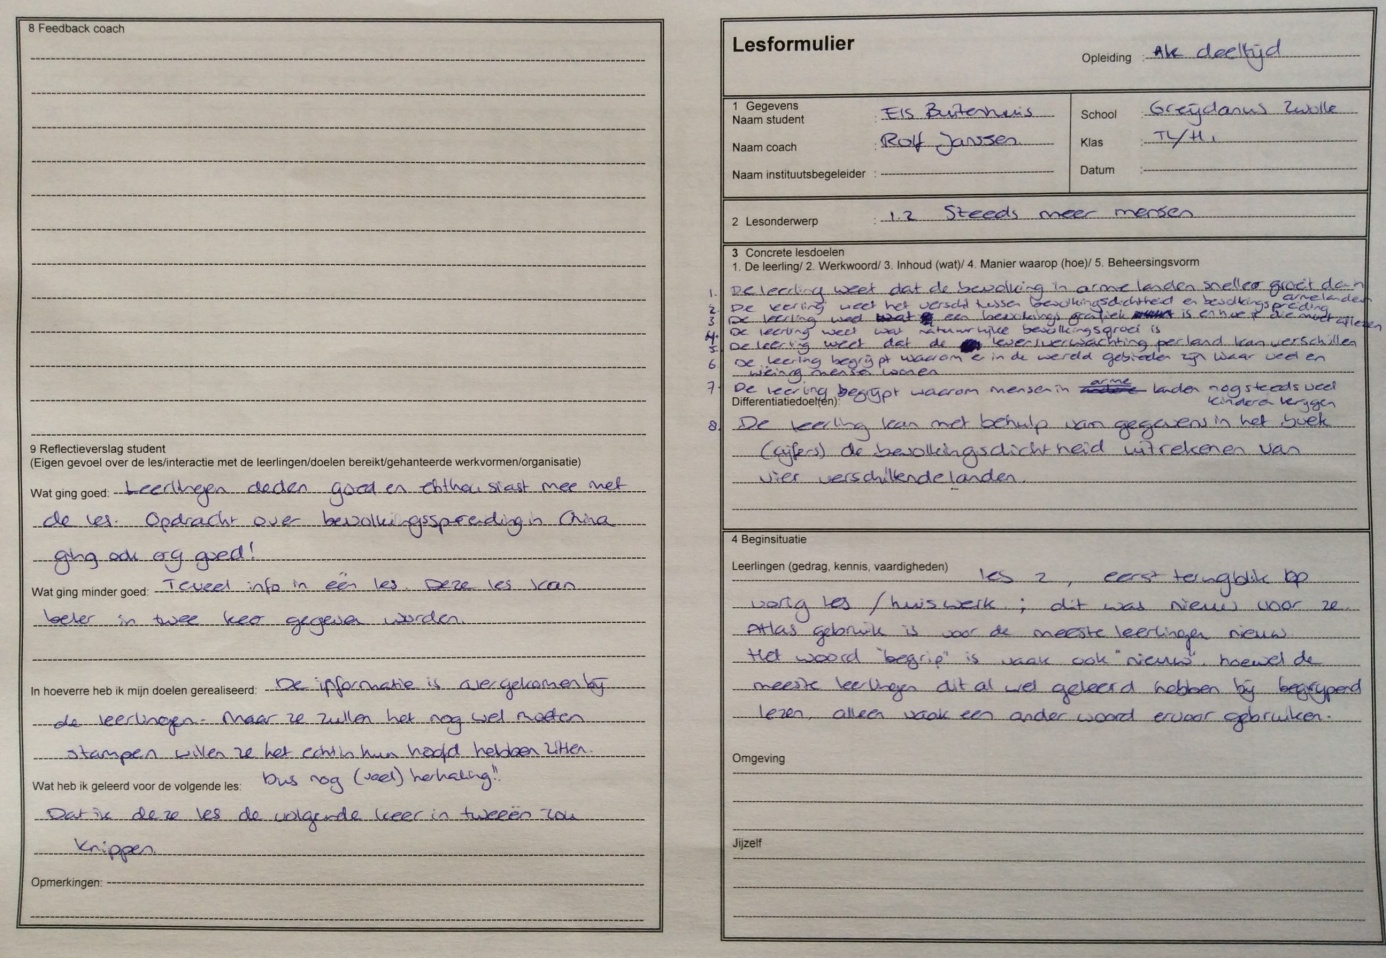 8 Feedback coach
9 Reflectieverslag student
(Eigen gevoel over de les/interactie met de leerlingen/doelen bereikt/gehanteerde werkvormen/organisatie)
Wat ging goed: Leerlingen deden goed en enthousiast mee met
de les. Opdracht over bevolkingsspreiding in China
ging ook erg goed!
Wat ging minder goed: Teveel info in één les. Deze les kan
beter in twee keer gegeven worden.
In hoeverre heb ik mijn doelen gerealiseerd: De informatie is overgekomen bij
de leerlingen. Maar ze zullen het nog wel moeten
stampen willen ze het echt in hun hoofd hebben zitten.
Dus nog (veel) herhaling!!
Wat heb ik geleerd voor de volgende les:
Dat ik deze les de volgende keer in tweeën zou
knippen.
Opmerkingen:
Lesformulier
Opleiding : Ak deeltijd
1 Gegevens
Naam student : Els Buitenhuis
Naam coach : Rolf Janssen
Naam instituutsbegeleider :
School : Greijdanus Zwolle
Klas : TL/H1
Datum :
2 Lesonderwerp : 1.2 Steeds meer mensen
3 Concrete lesdoelen
1. De leerling/ 2. Werkwoord/ 3. Inhoud (wat)/ 4. Manier waarop (hoe)/ 5. Beheersingsvorm
1. De leerling weet dat de bevolking in arme landen sneller groeit dan
2 De leerling weet het verschil tussen bevolkingsdichtheid en bevolkingsspreiding
3 De leerling weet een bevolkings grafiek is en hoe je die moet aflezen
4. De leerling weet wat natuurlijke bevolkingsgroei is
5 De leerling weet dat de levensverwachting per land kan verschillen
6 De leerling begrijpt waarom er in de wereld gebieden zijn waar veel en
weinig mensen wonen
7 De leerling begrijpt waarom mensen in arme landen nog steeds veel
kinderen krijgen
Differentiatiedoel(en):
8. De leerling kan met behulp van gegevens in het boek
(cijfers) de bevolkingsdichtheid uitrekenen van
vier verschillende landen.
4 Beginsituatie
Leerlingen (gedrag, kennis, vaardigheden) les 2, eerst terugblik op
vorig les / huiswerk ; dit was nieuw voor ze.
Atlas gebruik is voor de meeste leerlingen nieuw.
Het woord "begrip" is vaak ook "nieuw", hoewel de
meeste leerlingen dit al wel geleerd hebben bij begrijpend
lezen, alleen vaak een ander woord ervoor gebruiken.
Omgeving
Jijzelf